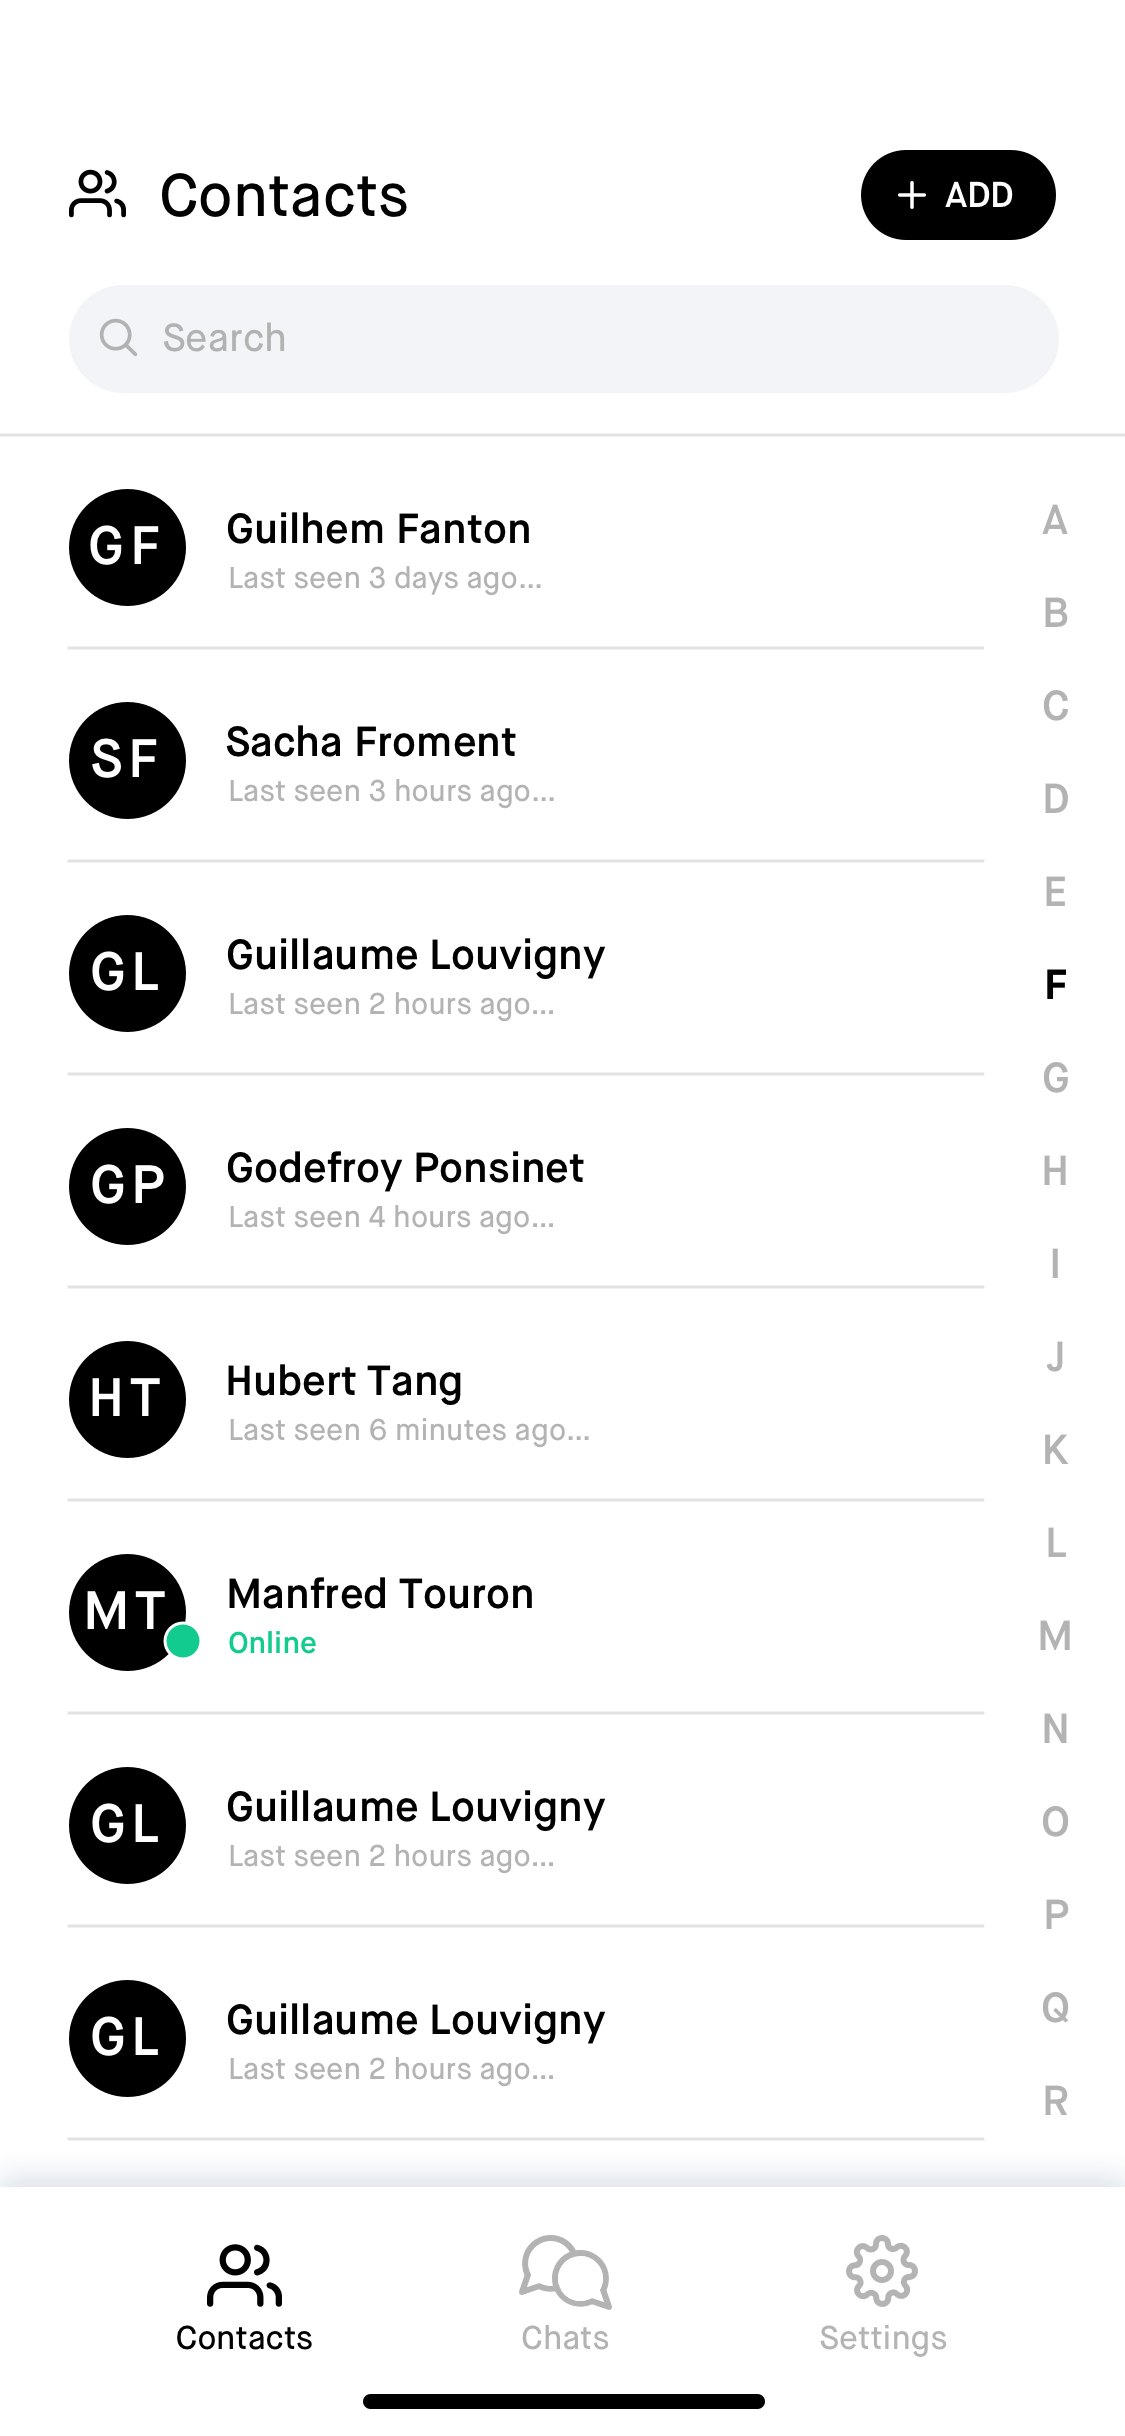 Contacts
+ ADD
Search
GF
Guilhem Fanton
Last seen 3 days ago...
SF
Sacha Froment
Last seen 3 hours ago...
GL
Guillaume Louvigny
Last seen 2 hours ago...
GP
Godefroy Ponsinet
Last seen 4 hours ago...
HT
Hubert Tang
Last seen 6 minutes ago...
MT
Manfred Touron
Online
GL
Guillaume Louvigny
Last seen 2 hours ago...
GL
Guillaume Louvigny
Last seen 2 hours ago...
A
B
C
D
E
F
G
H
I
J
K
L
M
N
O
P
Q
R
Contacts
Chats
Settings